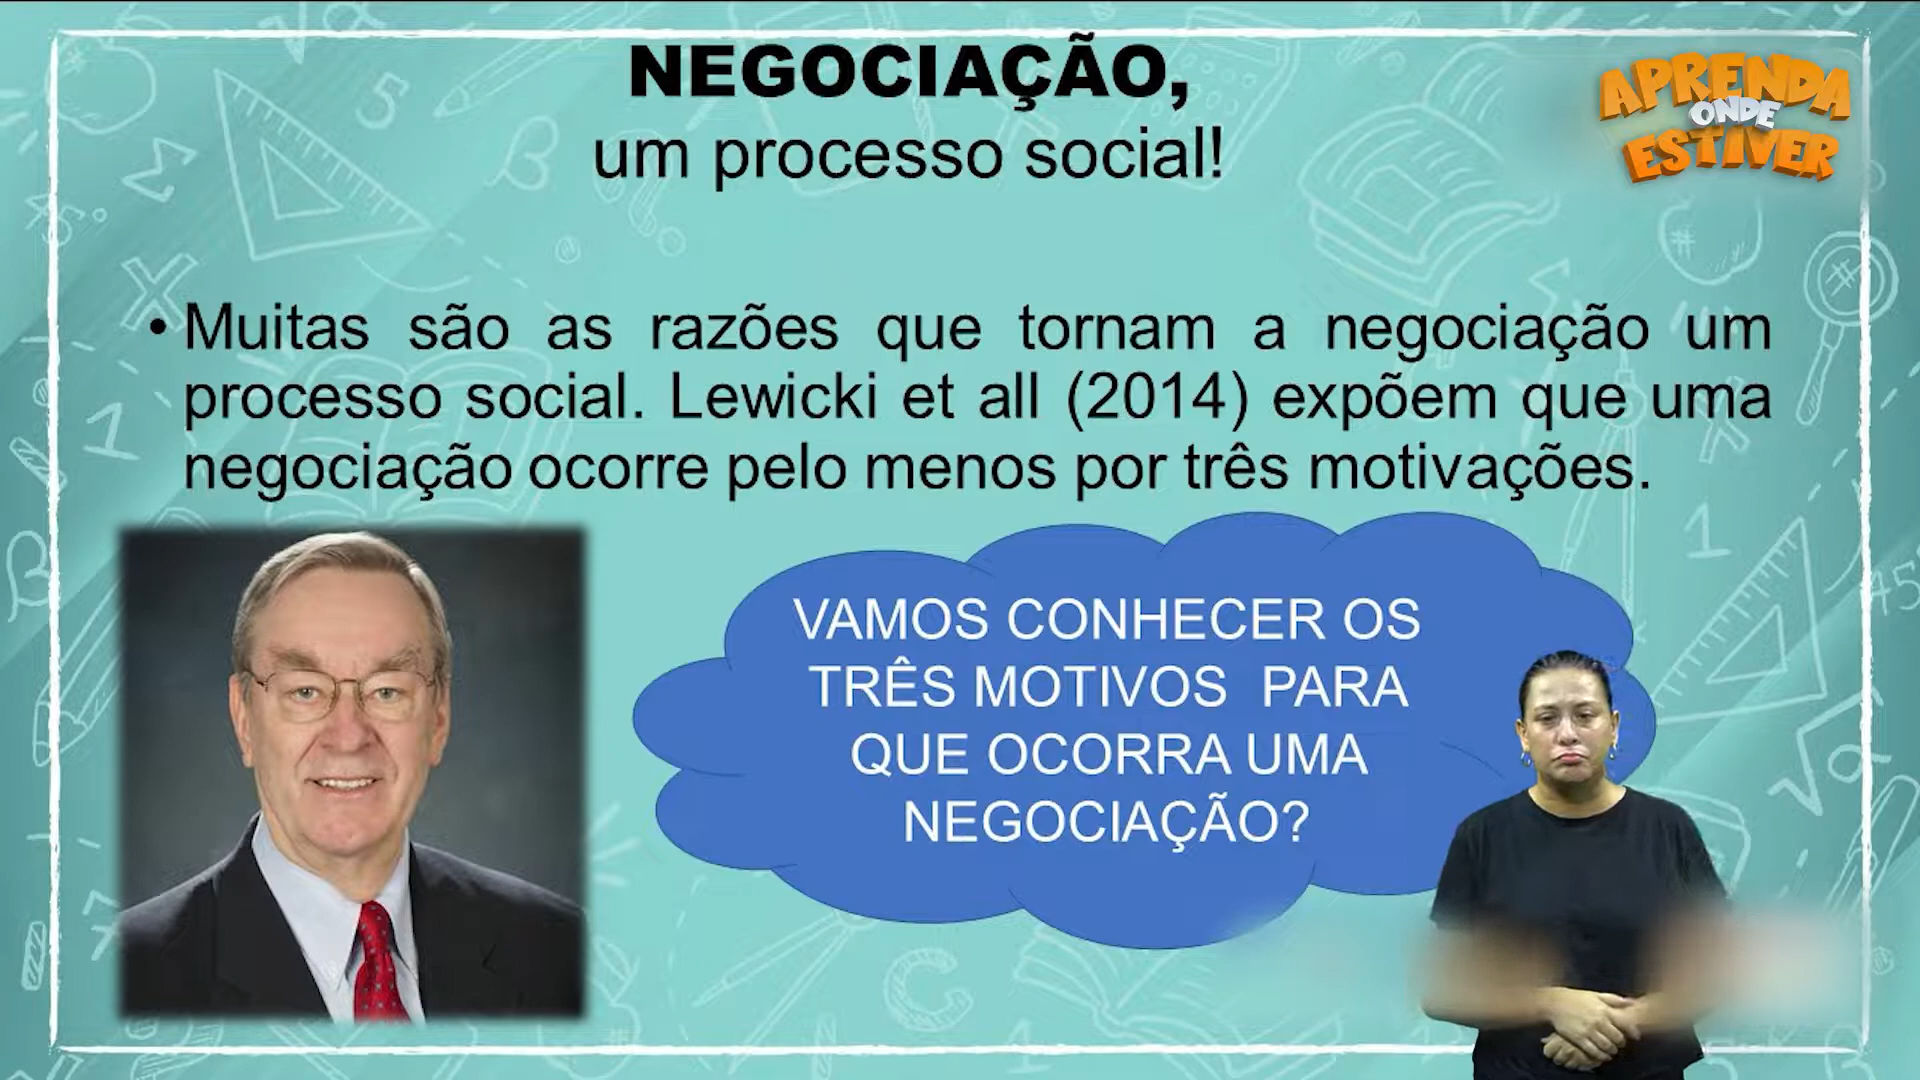 NEGOCIAÇÃO,
um processo social!
APRENDA
ONDE
ESTIVER
• Muitas são as razões que tornam a negociação um
processo social. Lewicki et all (2014) expõem que uma
negociação ocorre pelo menos por três motivações.
VAMOS CONHECER OS
TRÊS MOTIVOS PARA
QUE OCORRA UMA
NEGOCIAÇÃO?